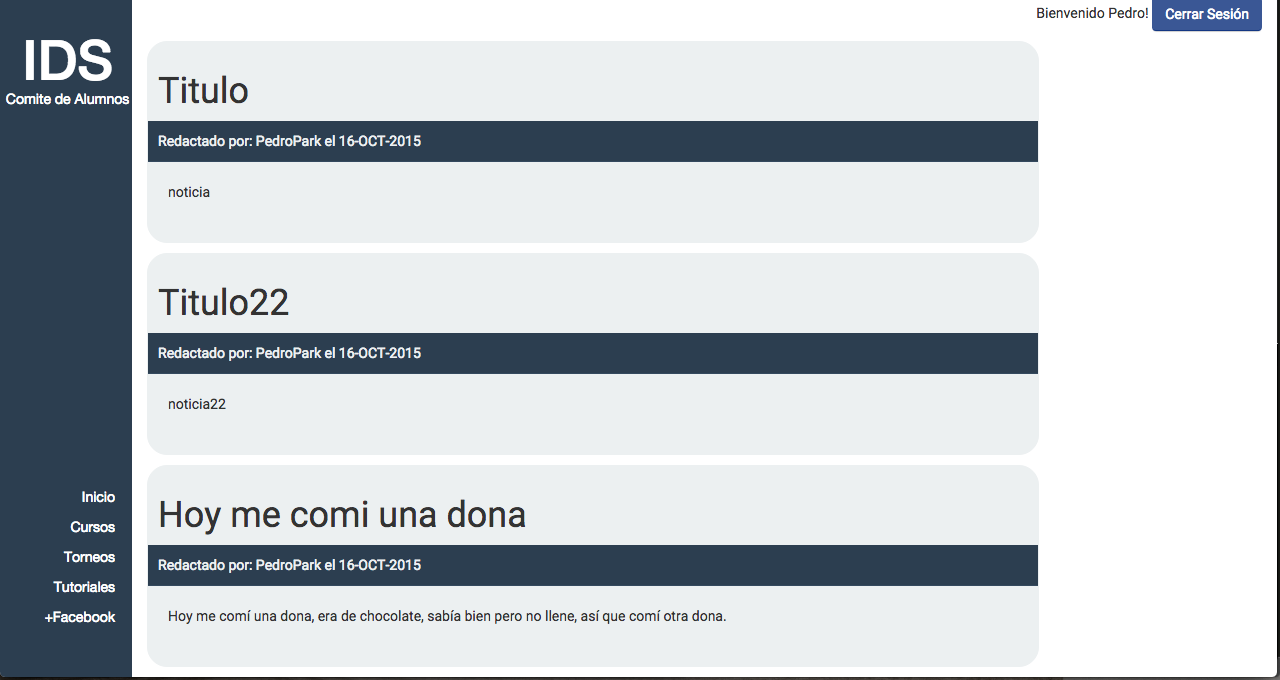 Bienvenido Pedro! Cerrar Sesión
IDS
Comite de Alumnos
Titulo
Redactado por: PedroPark el 16-OCT-2015
noticia
Titulo22
Redactado por: PedroPark el 16-OCT-2015
noticia22
Hoy me comi una dona
Redactado por: PedroPark el 16-OCT-2015
Hoy me comí una dona, era de chocolate, sabía bien pero no llene, así que comí otra dona.
Inicio
Cursos
Torneos
Tutoriales
+Facebook